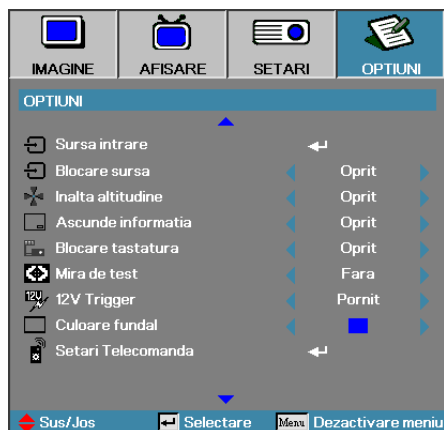 IMAGINE AFISARE SETARI OPTIUNI
OPTIUNI
Sursa intrare
Blocare sursa Oprit
Inalta altitudine Oprit
Ascunde informatia Oprit
Blocare tastatura Oprit
Mira de test Fara
12V 12V Trigger Pornit
Culoare fundal
Setari Telecomanda
Sus/Jos Selectare Menu Dezactivare meniu